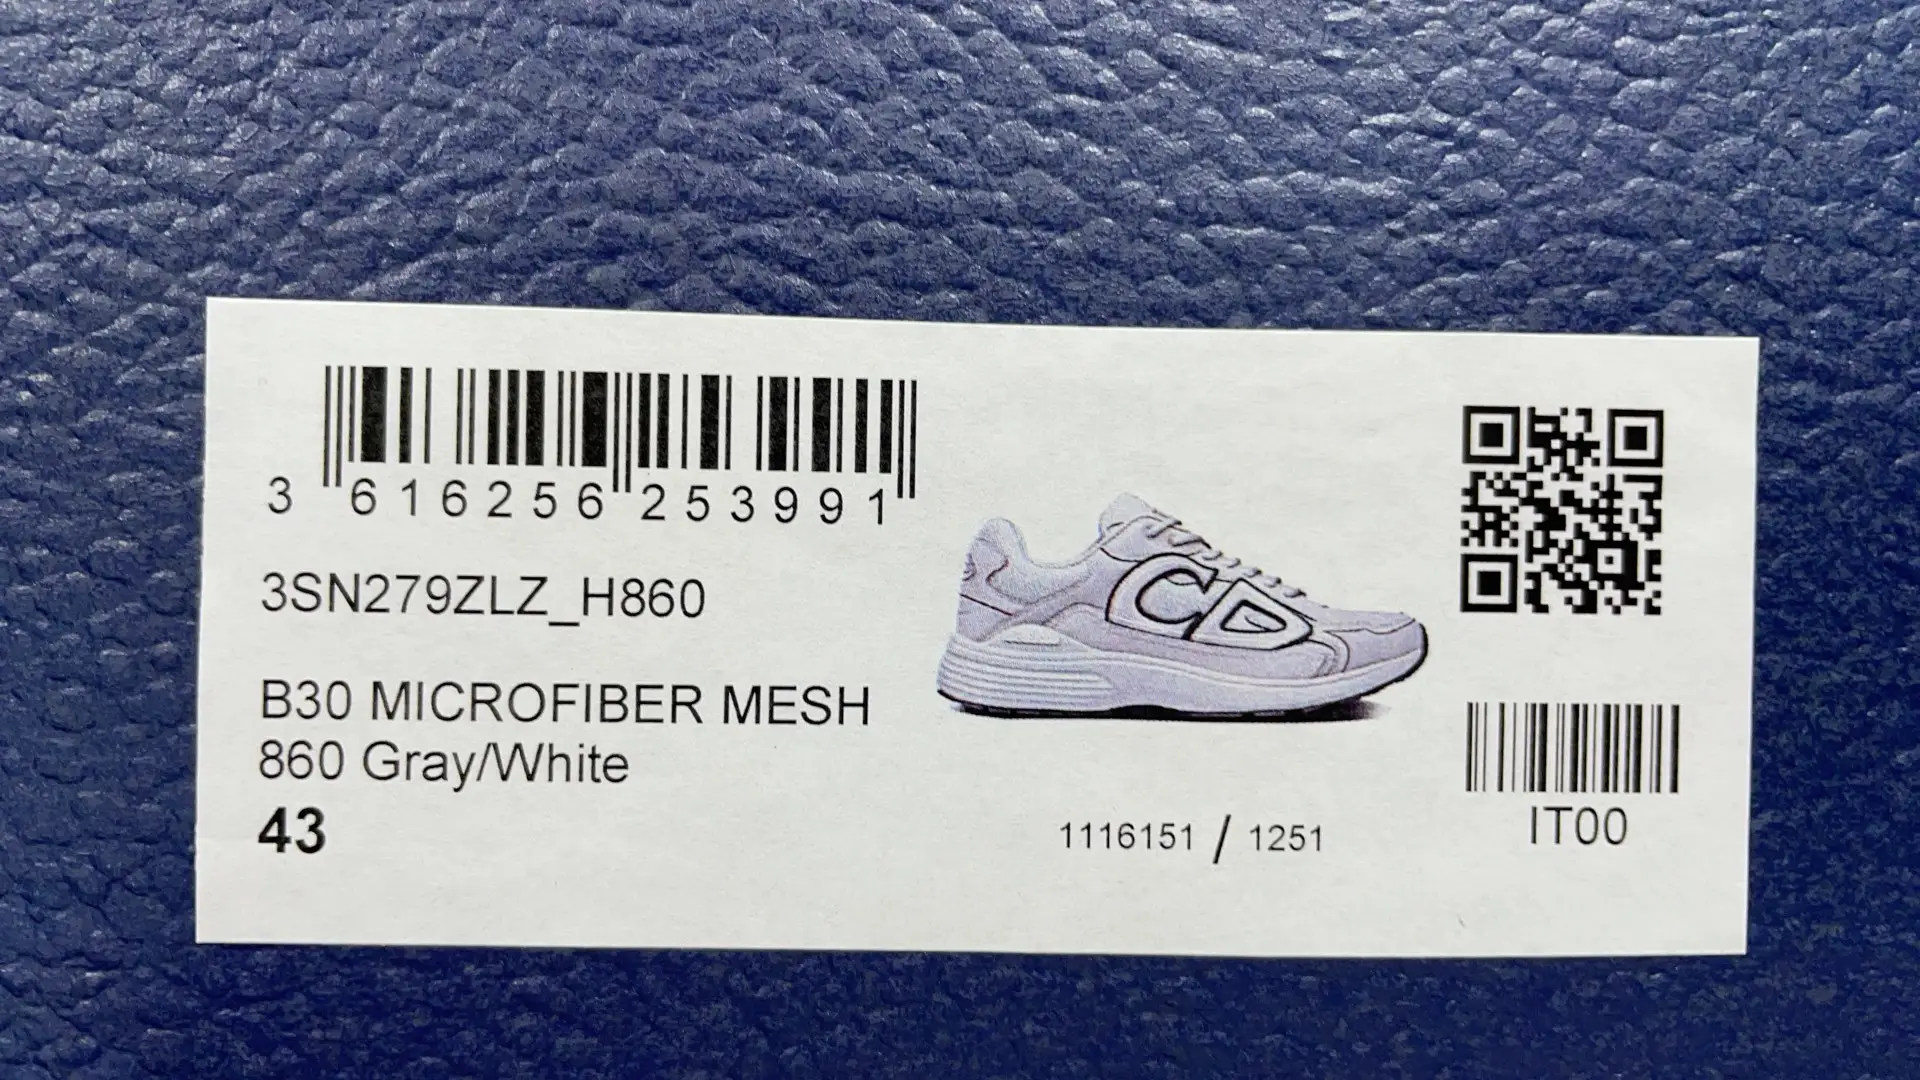 3 616256 253991
3SN279ZLZ_H860
B30 MICROFIBER MESH
860 Gray/White
43
CD
1116151 / 1251
IT00